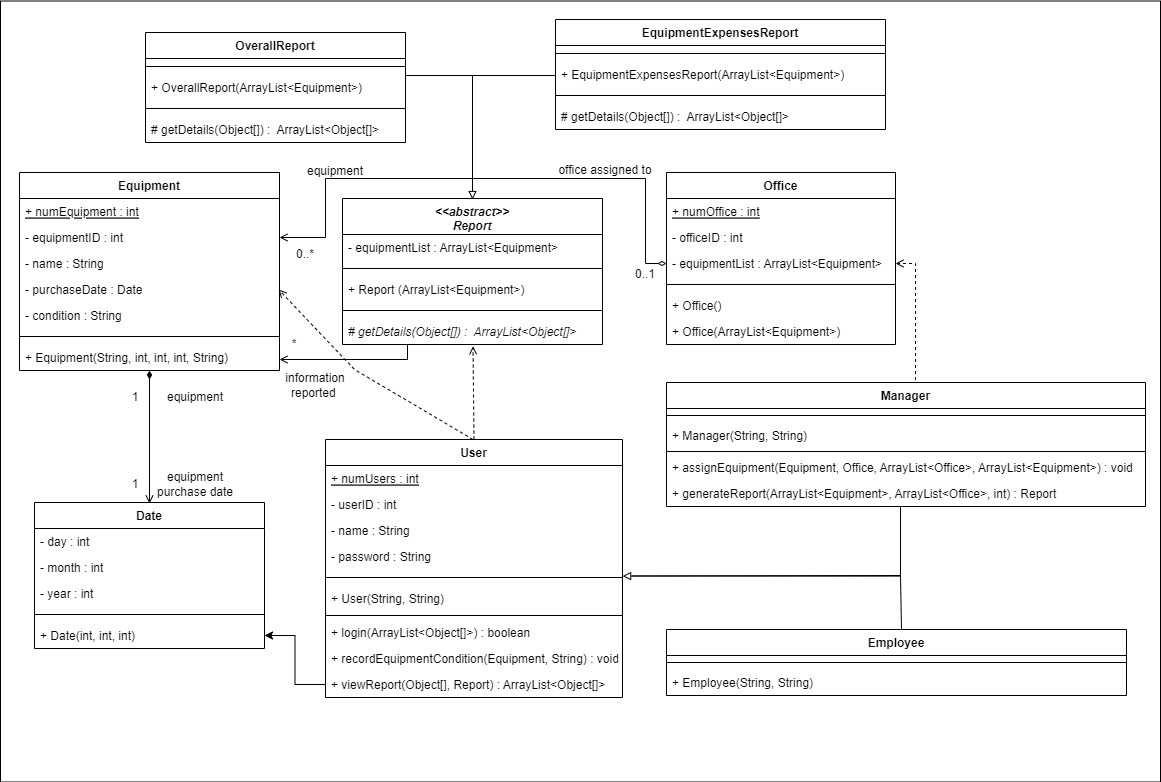 OverallReport
+ OverallReport(ArrayList<Equipment>)
# getDetails(Object[]) :  ArrayList<Object[]>
EquipmentExpensesReport
+ EquipmentExpensesReport(ArrayList<Equipment>)
# getDetails(Object[]) :  ArrayList<Object[]>
equipment
office assigned to
Equipment
+ numEquipment : int
- equipmentID : int
- name : String
- purchaseDate : Date
- condition : String
+ Equipment(String, int, int, int, String)
0..*
*
information
reported
<<abstract>>
Report
- equipmentList : ArrayList<Equipment>
+ Report (ArrayList<Equipment>)
# getDetails(Object[]) :  ArrayList<Object[]>
0..1
Office
+ numOffice : int
- officeID : int
- equipmentList : ArrayList<Equipment>
+ Office()
+ Office(ArrayList<Equipment>)
Manager
+ Manager(String, String)
+ assignEquipment(Equipment, Office, ArrayList<Office>, ArrayList<Equipment>) : void
+ generateReport(ArrayList<Equipment>, ArrayList<Office>, int) : Report
1
equipment
1
equipment
purchase date
Date
- day : int
- month : int
- year : int
+ Date(int, int, int)
User
+ numUsers : int
- userID : int
- name : String
- password : String
+ User(String, String)
+ login(ArrayList<Object[]>) : boolean
+ recordEquipmentCondition(Equipment, String) : void
+ viewReport(Object[], Report) : ArrayList<Object[]>
Employee
+ Employee(String, String)